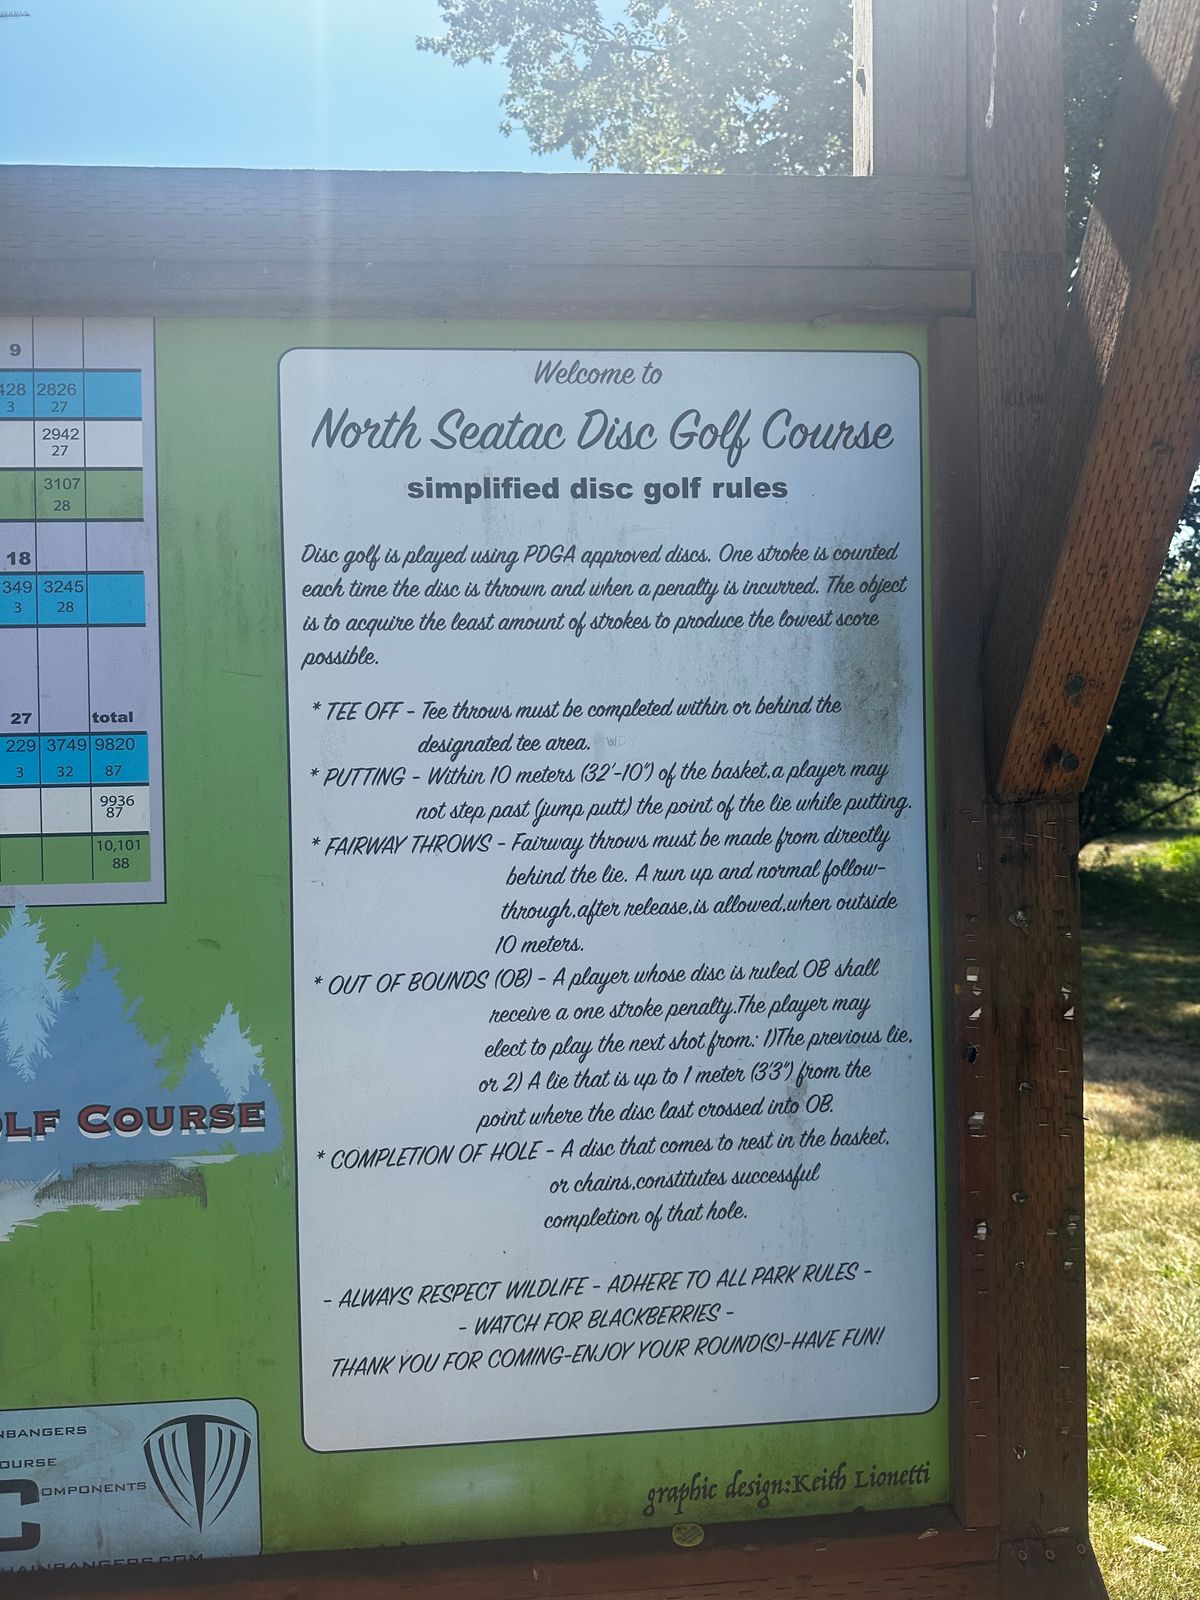 9
428 2826
3 27
2942
27
3107
28
18
349 3245
3 28
27 total
229 3749 9820
3 32 87
9936
87
10,101
88
OLF COURSE
NBANGERS
OURSE
C OMPONENTS
HAINBANGERS.COM
Welcome to
North Seatac Disc Golf Course
simplified disc golf rules
Disc golf is played using PDGA approved discs. One stroke is counted
each time the disc is thrown and when a penalty is incurred. The object
is to acquire the least amount of strokes to produce the lowest score
possible.
* TEE OFF - Tee throws must be completed within or behind the
designated tee area.
* PUTTING - Within 10 meters (32'-10") of the basket,a player may
not step past (jump putt) the point of the lie while putting.
* FAIRWAY THROWS - Fairway throws must be made from directly
behind the lie. A run up and normal follow-
through,after release,is allowed,when outside
10 meters.
* OUT OF BOUNDS (OB) - A player whose disc is ruled OB shall
receive a one stroke penalty.The player may
elect to play the next shot from: 1)The previous lie,
or 2) A lie that is up to 1 meter (3'3") from the
point where the disc last crossed into OB.
* COMPLETION OF HOLE - A disc that comes to rest in the basket,
or chains,constitutes successful
completion of that hole.
- ALWAYS RESPECT WILDLIFE - ADHERE TO ALL PARK RULES -
- WATCH FOR BLACKBERRIES -
THANK YOU FOR COMING-ENJOY YOUR ROUND(S)-HAVE FUN!
graphic design:Keith Lionetti